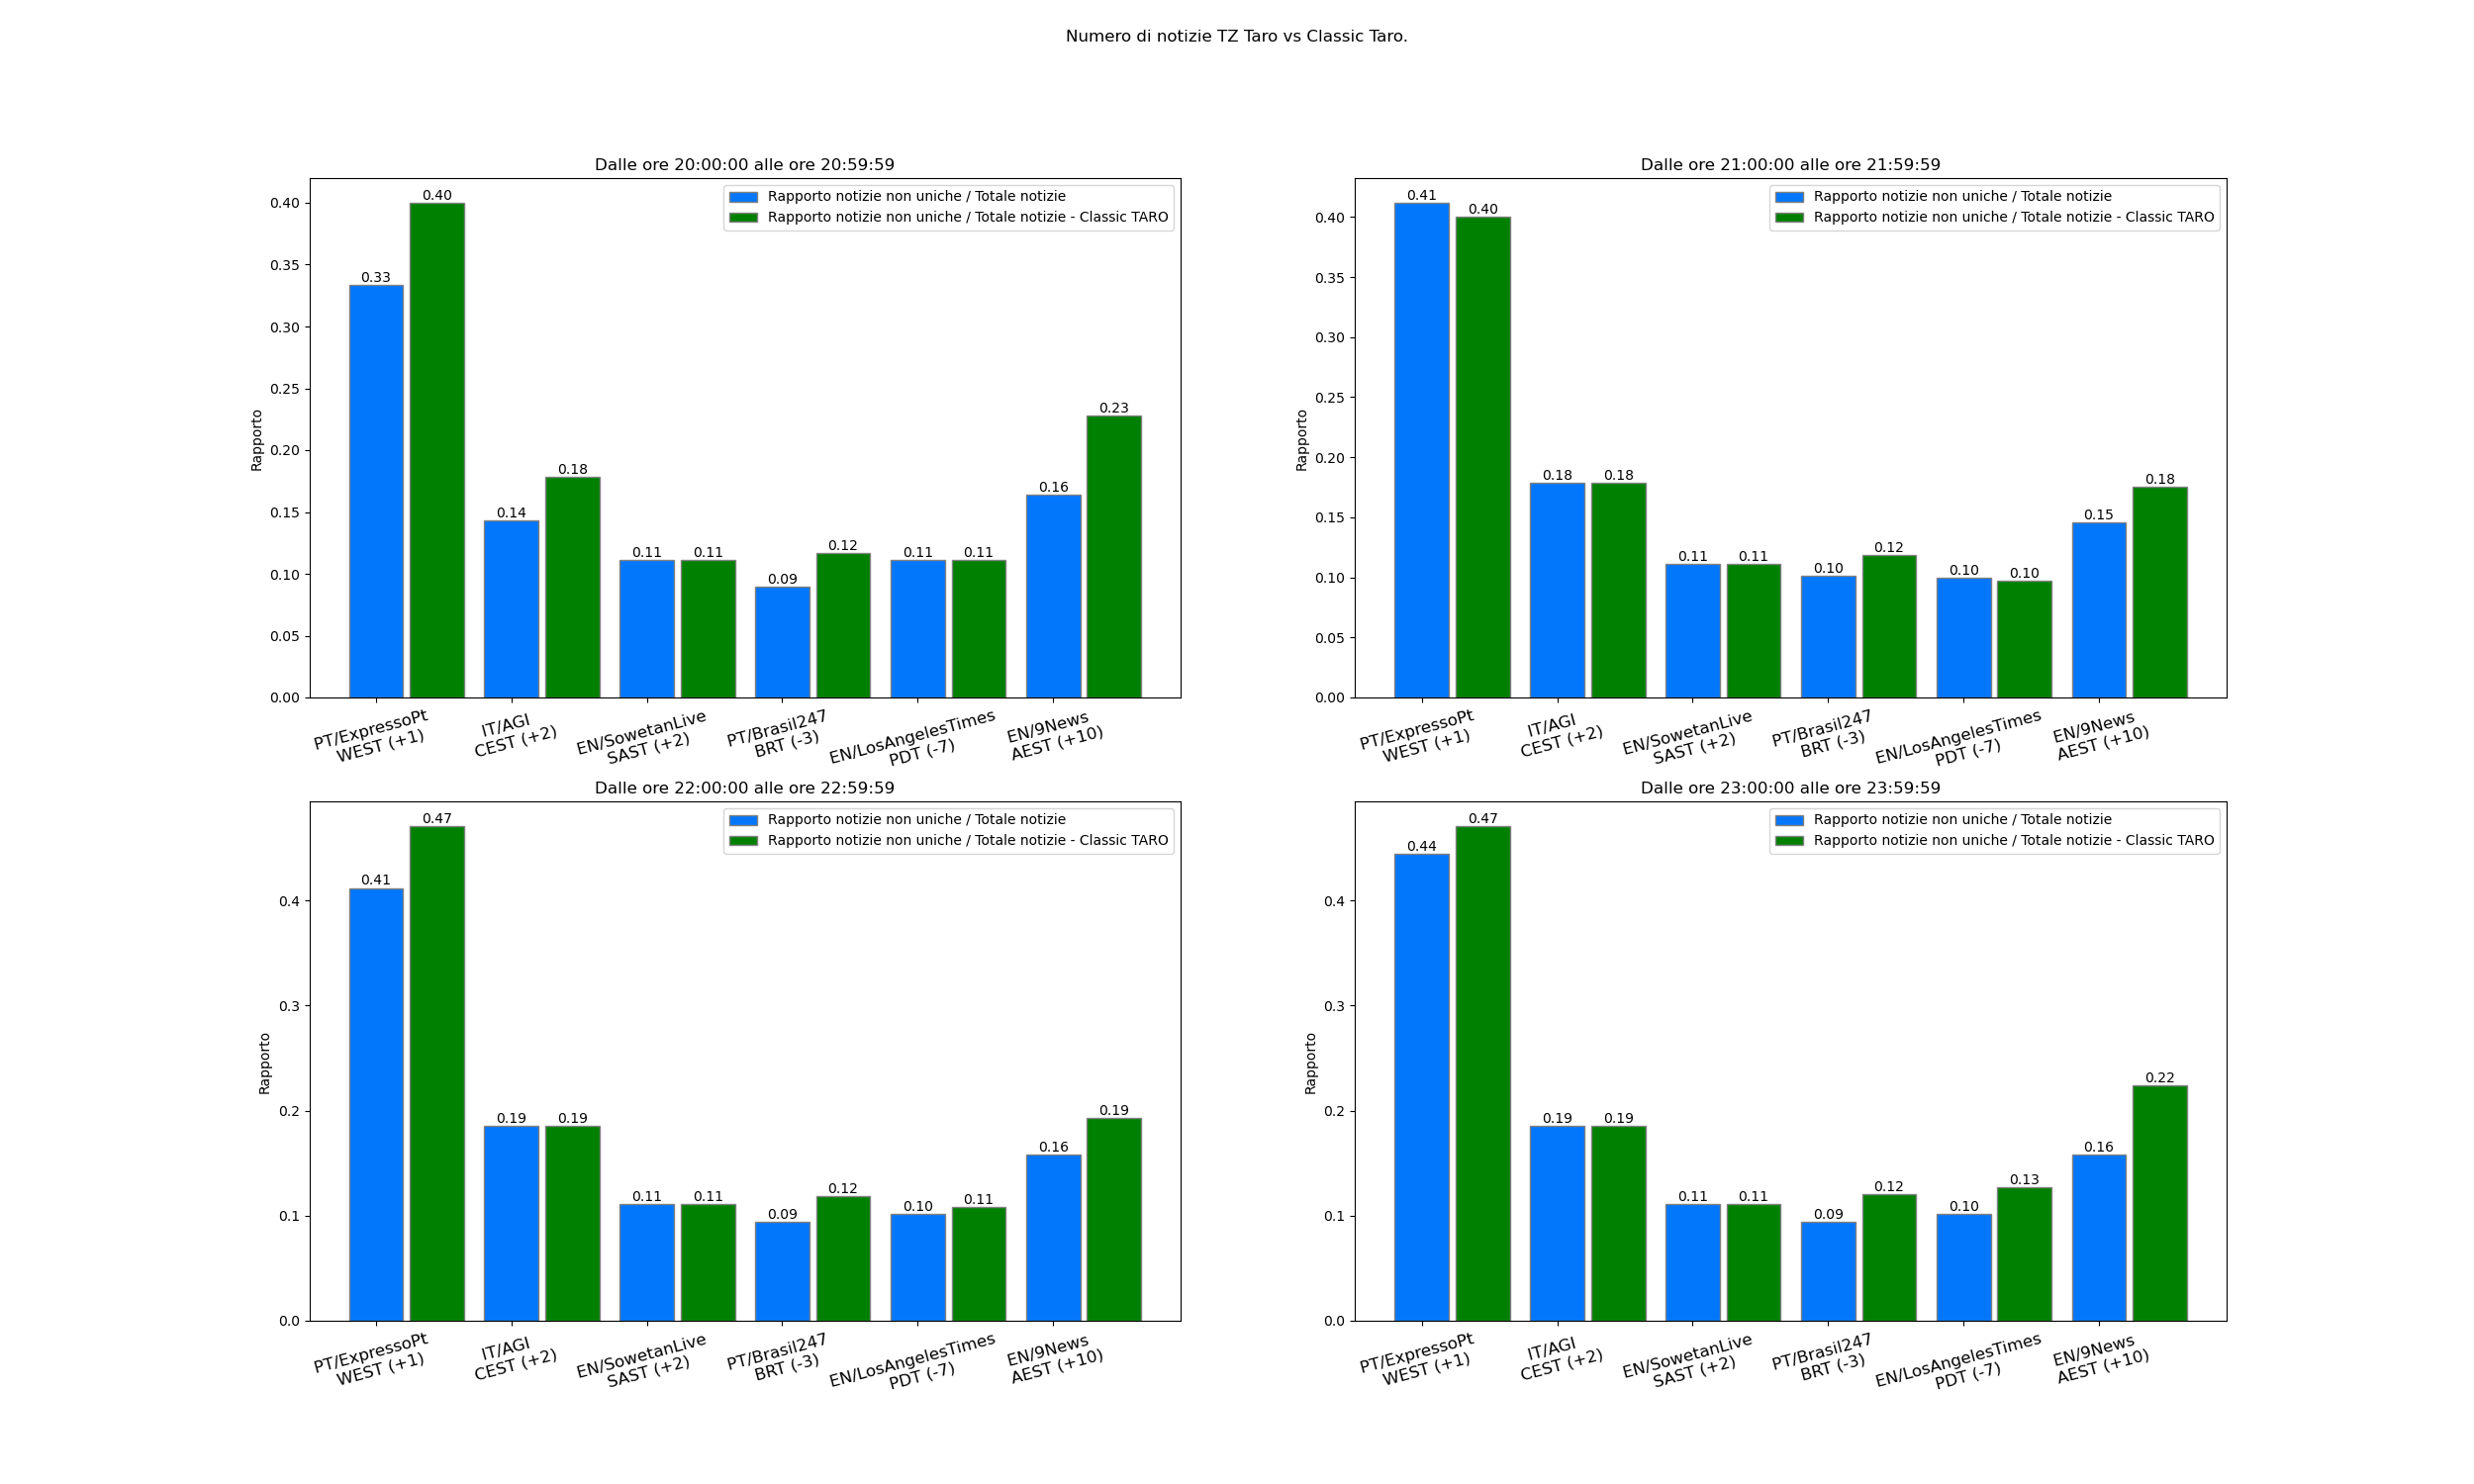 Numero di notizie TZ Taro vs Classic Taro.
Dalle ore 20:00:00 alle ore 20:59:59
Rapporto notizie non uniche / Totale notizie
Rapporto notizie non uniche / Totale notizie - Classic TARO
Rapporto
0.40
0.35
0.30
0.25
0.20
0.15
0.10
0.05
0.00
0.33
0.40
0.14
0.18
0.11
0.11
0.09
0.12
0.11
0.11
0.16
0.23
PT/ExpressoPt
WEST (+1)
IT/AGI
CEST (+2)
EN/SowetanLive
SAST (+2)
PT/Brasil247
BRT (-3)
EN/LosAngelesTimes
PDT (-7)
EN/9News
AEST (+10)
Dalle ore 21:00:00 alle ore 21:59:59
Rapporto notizie non uniche / Totale notizie
Rapporto notizie non uniche / Totale notizie - Classic TARO
Rapporto
0.40
0.35
0.30
0.25
0.20
0.15
0.10
0.05
0.00
0.41
0.40
0.18
0.18
0.11
0.11
0.10
0.12
0.10
0.10
0.15
0.18
PT/ExpressoPt
WEST (+1)
IT/AGI
CEST (+2)
EN/SowetanLive
SAST (+2)
PT/Brasil247
BRT (-3)
EN/LosAngelesTimes
PDT (-7)
EN/9News
AEST (+10)
Dalle ore 22:00:00 alle ore 22:59:59
Rapporto notizie non uniche / Totale notizie
Rapporto notizie non uniche / Totale notizie - Classic TARO
Rapporto
0.4
0.3
0.2
0.1
0.0
0.41
0.47
0.19
0.19
0.11
0.11
0.09
0.12
0.10
0.11
0.16
0.19
PT/ExpressoPt
WEST (+1)
IT/AGI
CEST (+2)
EN/SowetanLive
SAST (+2)
PT/Brasil247
BRT (-3)
EN/LosAngelesTimes
PDT (-7)
EN/9News
AEST (+10)
Dalle ore 23:00:00 alle ore 23:59:59
Rapporto notizie non uniche / Totale notizie
Rapporto notizie non uniche / Totale notizie - Classic TARO
Rapporto
0.4
0.3
0.2
0.1
0.0
0.44
0.47
0.19
0.19
0.11
0.11
0.09
0.12
0.10
0.13
0.16
0.22
PT/ExpressoPt
WEST (+1)
IT/AGI
CEST (+2)
EN/SowetanLive
SAST (+2)
PT/Brasil247
BRT (-3)
EN/LosAngelesTimes
PDT (-7)
EN/9News
AEST (+10)